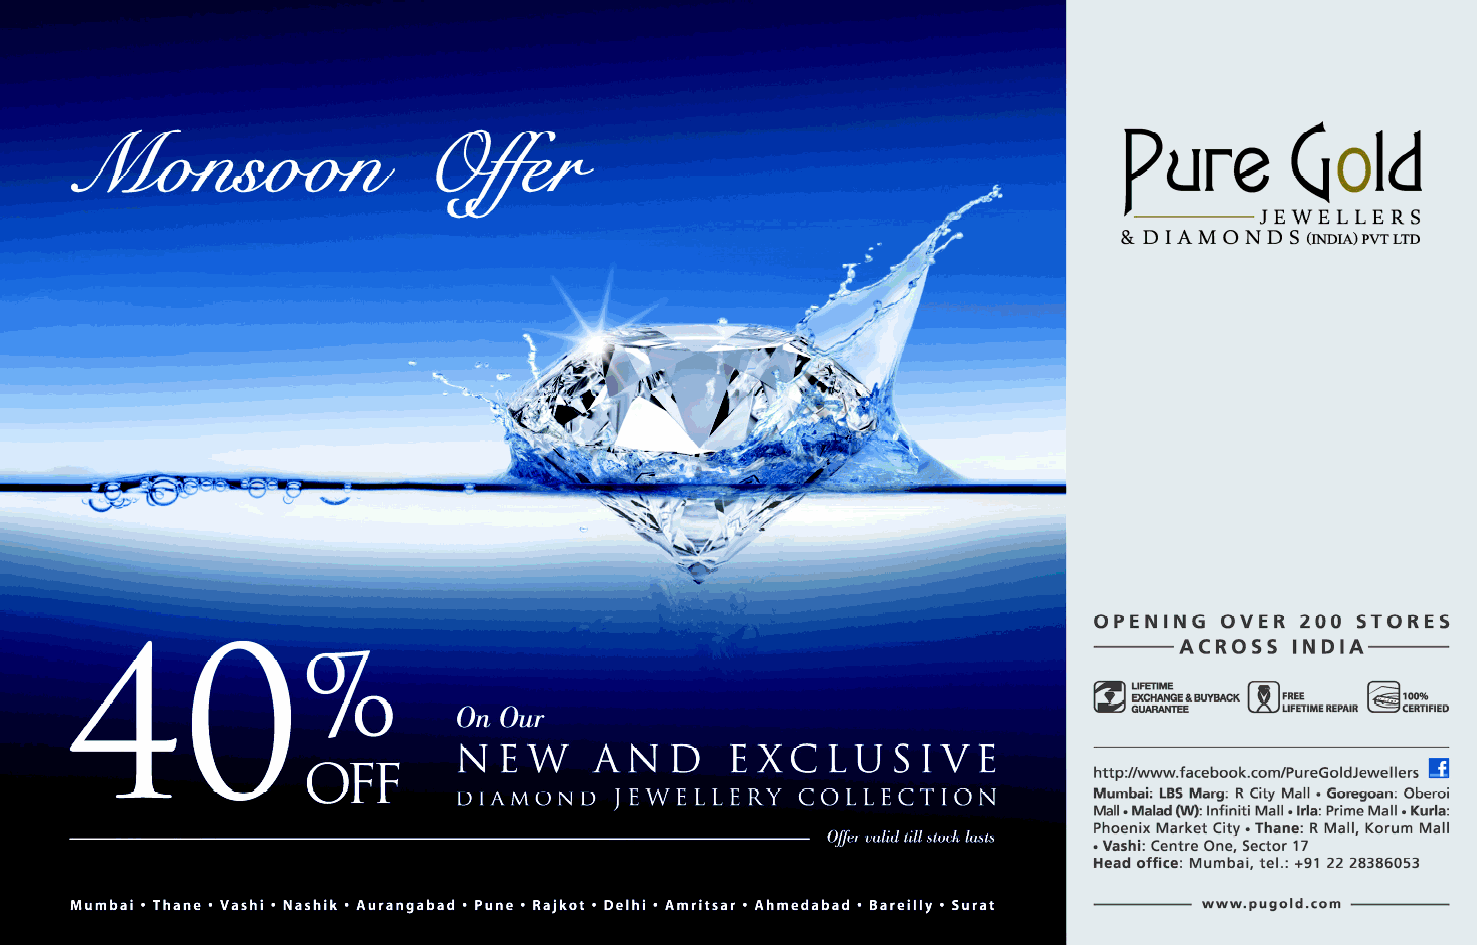 Monsoon Offer
40%
OFF
On Our
NEW AND EXCLUSIVE
DIAMOND JEWELLERY COLLECTION
Offer valid till stock lasts
Mumbai • Thane • Vashi • Nashik • Aurangabad • Pune • Rajkot • Delhi • Amritsar • Ahmedabad • Bareilly • Surat
Pure Gold
JEWELLERS
& DIAMONDS (INDIA) PVT LTD
OPENING OVER 200 STORES
ACROSS INDIA
LIFETIME
EXCHANGE & BUYBACK
GUARANTEE
FREE
LIFETIME REPAIR
100%
CERTIFIED
http://www.facebook.com/PureGoldJewellers f
Mumbai: LBS Marg: R City Mall • Goregoan: Oberoi
Mall • Malad (W): Infiniti Mall • Irla: Prime Mall • Kurla:
Phoenix Market City • Thane: R Mall, Korum Mall
• Vashi: Centre One, Sector 17
Head office: Mumbai, tel.: +91 22 28386053
www.pugold.com